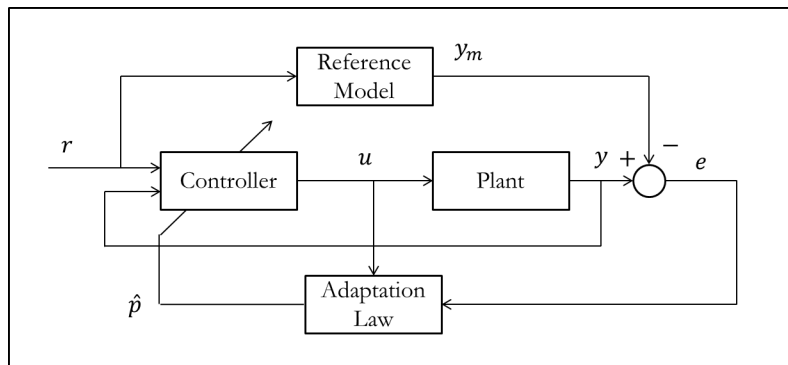 Reference
Model
y_m
r
Controller
u
Plant
y
+
−
e
p̂
Adaptation
Law